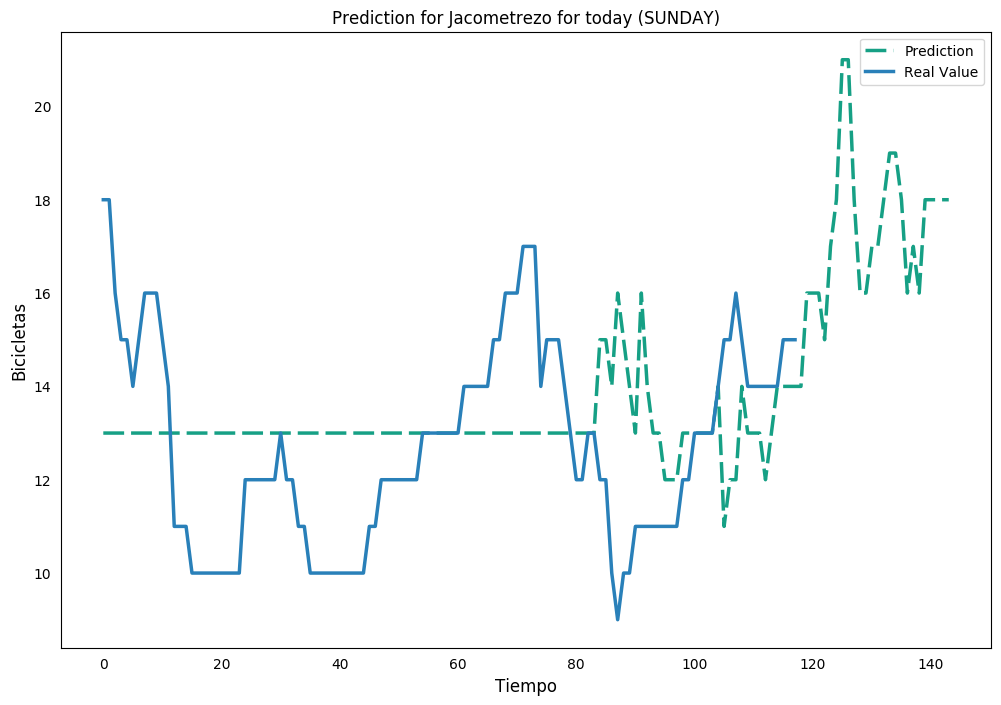 Prediction for Jacometrezo for today (SUNDAY)
Prediction
Real Value
Bicicletas
20
18
16
14
12
10
0 20 40 60 80 100 120 140
Tiempo